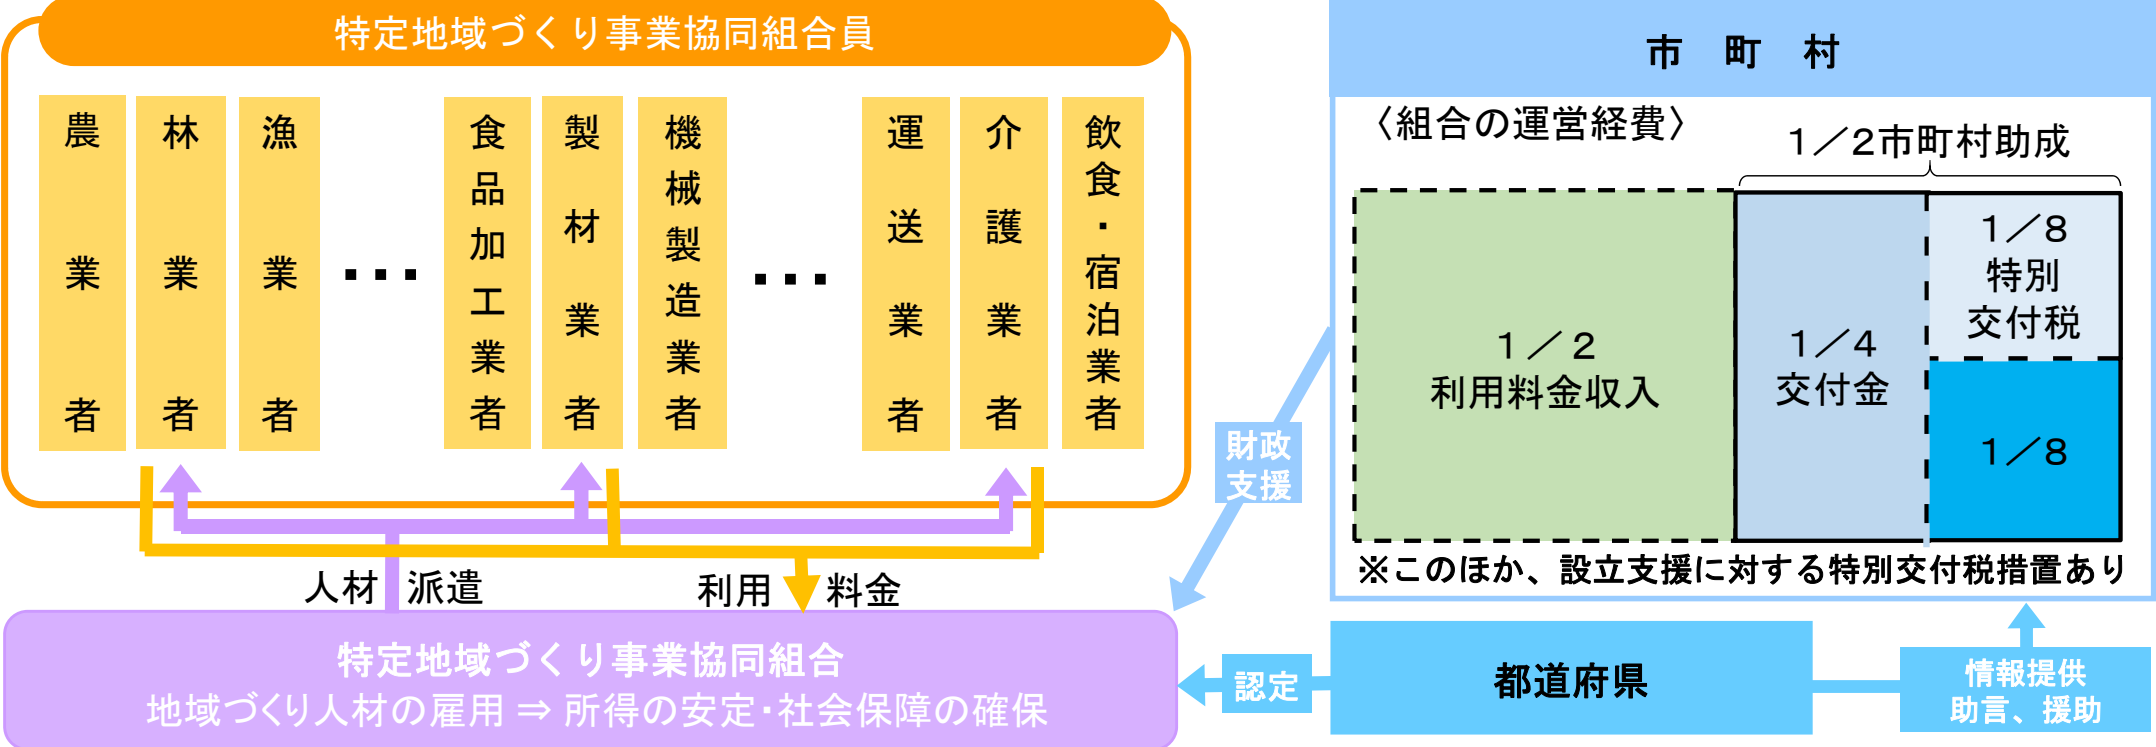 特定地域づくり事業協同組合員
農業者
林業者
漁業者
･･･
食品加工業者
製材業者
機械製造業者
･･･
運送業者
介護業者
飲食・宿泊業者
人材 派遣
利用 料金
特定地域づくり事業協同組合
地域づくり人材の雇用 ⇒ 所得の安定・社会保障の確保
市 町 村
〈組合の運営経費〉
1／2市町村助成
1／2
利用料金収入
1／4
交付金
1／8
特別
交付税
1／8
※このほか、設立支援に対する特別交付税措置あり
財政
支援
認定
都道府県
情報提供
助言、援助